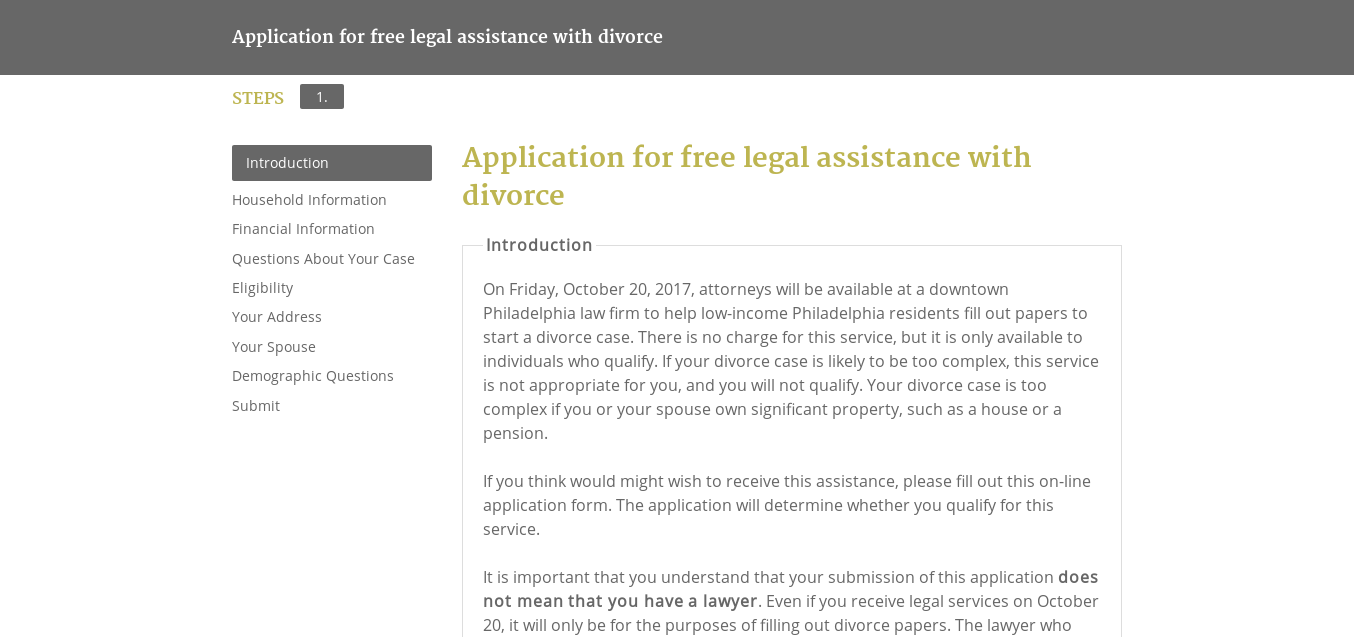 Application for free legal assistance with divorce
STEPS 1.
Introduction
Household Information
Financial Information
Questions About Your Case
Eligibility
Your Address
Your Spouse
Demographic Questions
Submit
Application for free legal assistance with
divorce
Introduction
On Friday, October 20, 2017, attorneys will be available at a downtown
Philadelphia law firm to help low-income Philadelphia residents fill out papers to
start a divorce case. There is no charge for this service, but it is only available to
individuals who qualify. If your divorce case is likely to be too complex, this service
is not appropriate for you, and you will not qualify. Your divorce case is too
complex if you or your spouse own significant property, such as a house or a
pension.
If you think would might wish to receive this assistance, please fill out this on-line
application form. The application will determine whether you qualify for this
service.
It is important that you understand that your submission of this application does
not mean that you have a lawyer. Even if you receive legal services on October
20, it will only be for the purposes of filling out divorce papers. The lawyer who